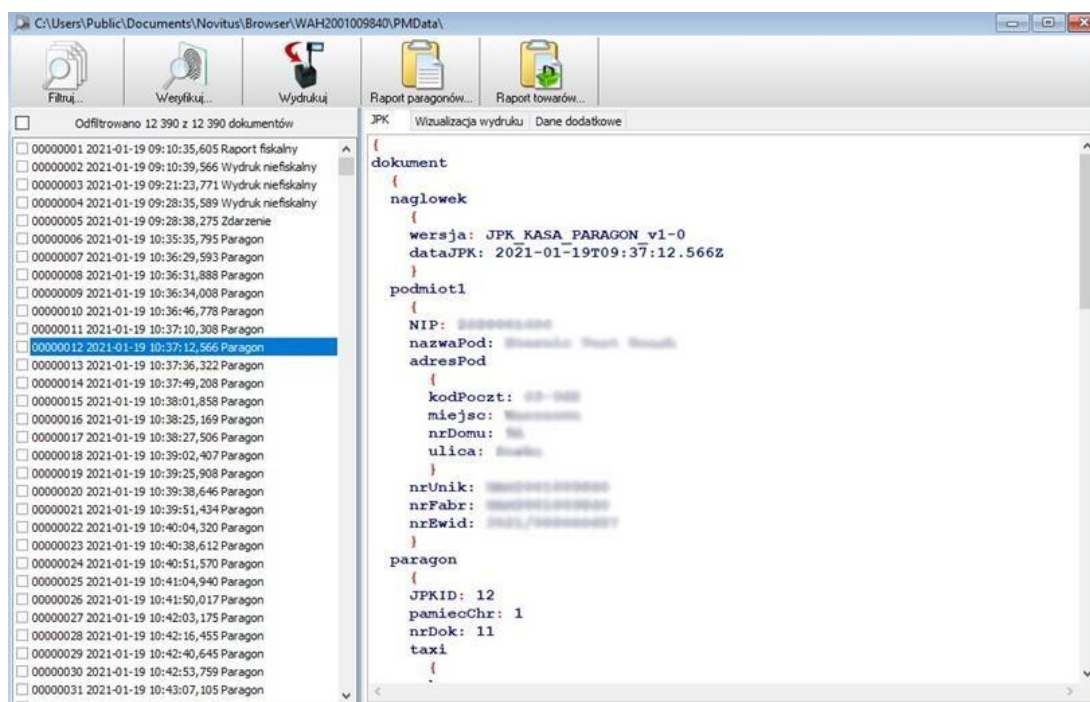 C:\Users\Public\Documents\Novitus\Browser\WAH2001009840\PMData\
Filtruj...
Weryfikuj...
Wydrukuj
Raport paragonów...
Raport towarów...
Odfiltrowano 12 390 z 12 390 dokumentów
00000001 2021-01-19 09:10:35,605 Raport fiskalny
00000002 2021-01-19 09:10:39,566 Wydruk niefiskalny
00000003 2021-01-19 09:21:23,771 Wydruk niefiskalny
00000004 2021-01-19 09:28:35,589 Wydruk niefiskalny
00000005 2021-01-19 09:28:38,275 Zdarzenie
00000006 2021-01-19 10:35:35,795 Paragon
00000007 2021-01-19 10:36:29,593 Paragon
00000008 2021-01-19 10:36:31,888 Paragon
00000009 2021-01-19 10:36:34,008 Paragon
00000010 2021-01-19 10:36:46,778 Paragon
00000011 2021-01-19 10:37:10,308 Paragon
00000012 2021-01-19 10:37:12,566 Paragon
00000013 2021-01-19 10:37:36,322 Paragon
00000014 2021-01-19 10:37:49,208 Paragon
00000015 2021-01-19 10:38:01,858 Paragon
00000016 2021-01-19 10:38:25,169 Paragon
00000017 2021-01-19 10:38:27,506 Paragon
00000018 2021-01-19 10:39:02,407 Paragon
00000019 2021-01-19 10:39:25,908 Paragon
00000020 2021-01-19 10:39:38,646 Paragon
00000021 2021-01-19 10:39:51,434 Paragon
00000022 2021-01-19 10:40:04,320 Paragon
00000023 2021-01-19 10:40:38,612 Paragon
00000024 2021-01-19 10:40:51,570 Paragon
00000025 2021-01-19 10:41:04,940 Paragon
00000026 2021-01-19 10:41:50,017 Paragon
00000027 2021-01-19 10:42:03,175 Paragon
00000028 2021-01-19 10:42:16,455 Paragon
00000029 2021-01-19 10:42:40,645 Paragon
00000030 2021-01-19 10:42:53,759 Paragon
00000031 2021-01-19 10:43:07,105 Paragon
JPK
Wizualizacja wydruku
Dane dodatkowe
{
dokument
{
naglowek
{
wersja: JPK_KASA_PARAGON_v1-0
dataJPK: 2021-01-19T09:37:12.566Z
}
podmiot1
{
NIP:
nazwaPod:
adresPod
{
kodPoczt:
miejsc:
nrDomu:
ulica:
}
nrUnik:
nrFabr:
nrEwid:
}
paragon
{
JPKID: 12
pamiecChr: 1
nrDok: 11
taxi
{